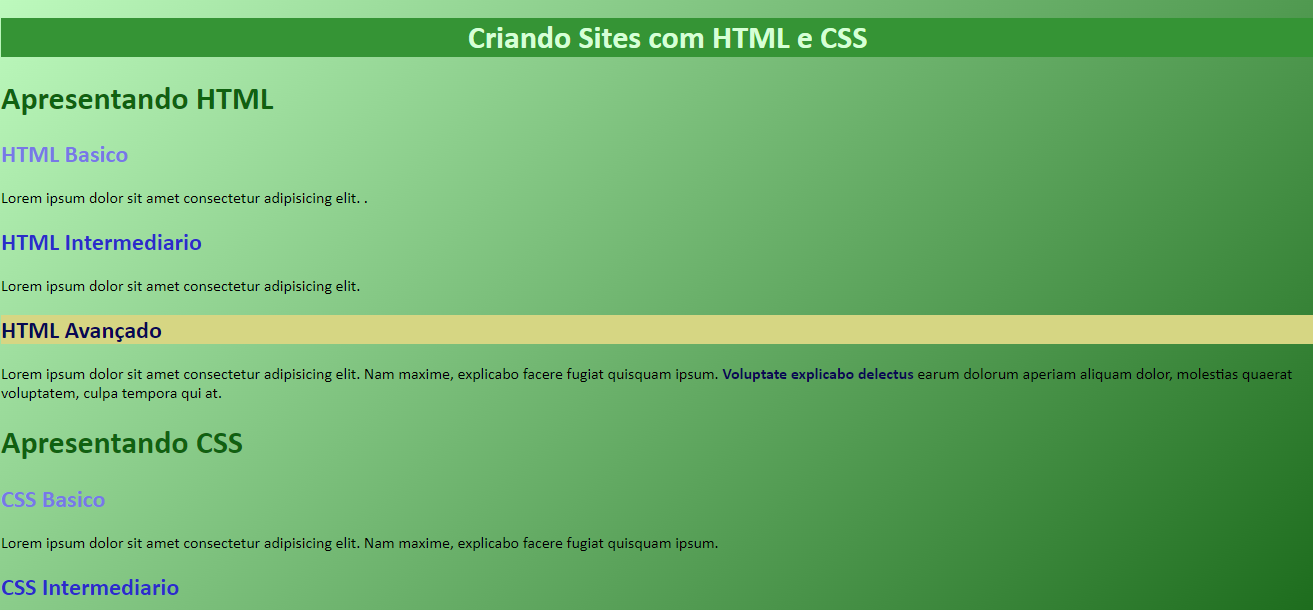 Criando Sites com HTML e CSS
Apresentando HTML
HTML Basico
Lorem ipsum dolor sit amet consectetur adipisicing elit. .
HTML Intermediario
Lorem ipsum dolor sit amet consectetur adipisicing elit.
HTML Avançado
Lorem ipsum dolor sit amet consectetur adipisicing elit. Nam maxime, explicabo facere fugiat quisquam ipsum. Voluptate explicabo delectus earum dolorum aperiam aliquam dolor, molestias quaerat
voluptatem, culpa tempora qui at.
Apresentando CSS
CSS Basico
Lorem ipsum dolor sit amet consectetur adipisicing elit. Nam maxime, explicabo facere fugiat quisquam ipsum.
CSS Intermediario